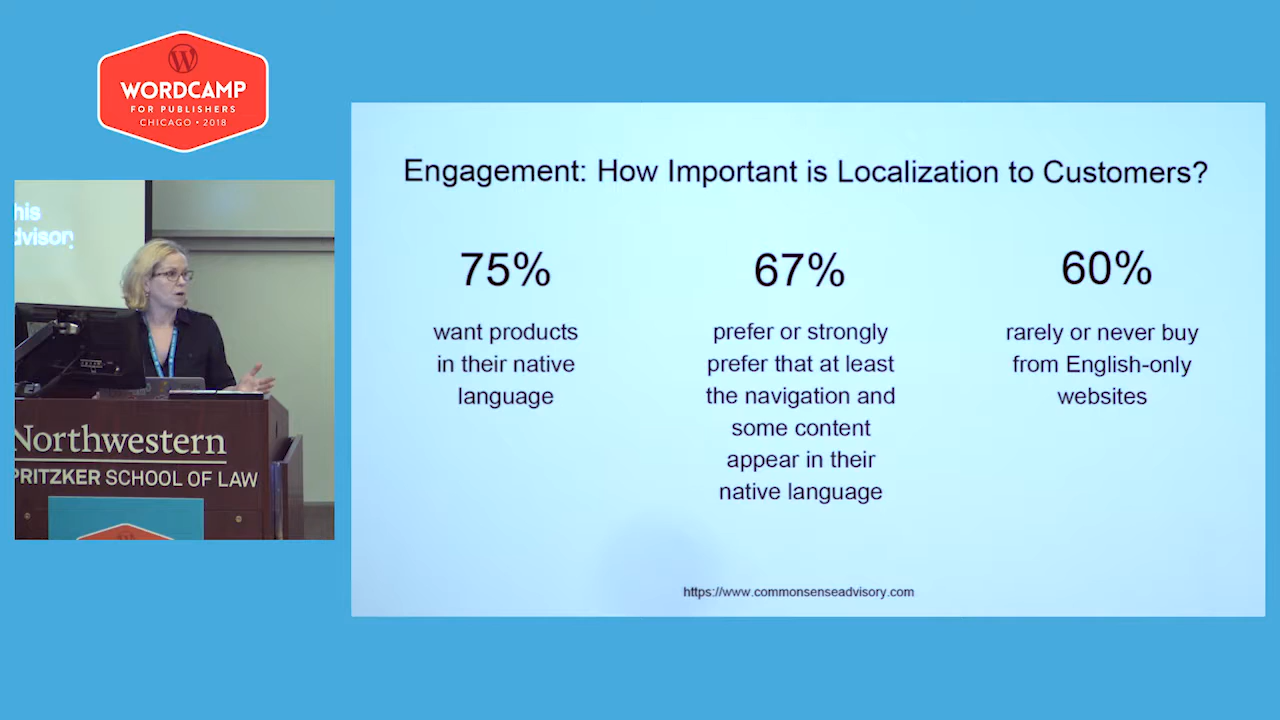 WORDCAMP
FOR PUBLISHERS
CHICAGO • 2018
his
dvisory
Northwestern
PRITZKER SCHOOL OF LAW
Engagement: How Important is Localization to Customers?
75%
want products
in their native
language
67%
prefer or strongly
prefer that at least
the navigation and
some content
appear in their
native language
60%
rarely or never buy
from English-only
websites
https://www.commonsenseadvisory.com